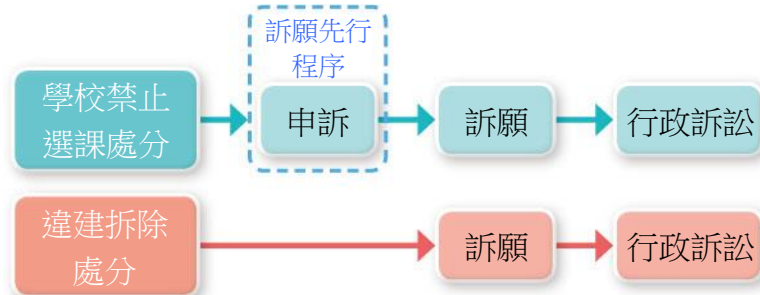 訴願先行
程序
學校禁止
選課處分
申訴
訴願
行政訴訟
違建拆除
處分
訴願
行政訴訟